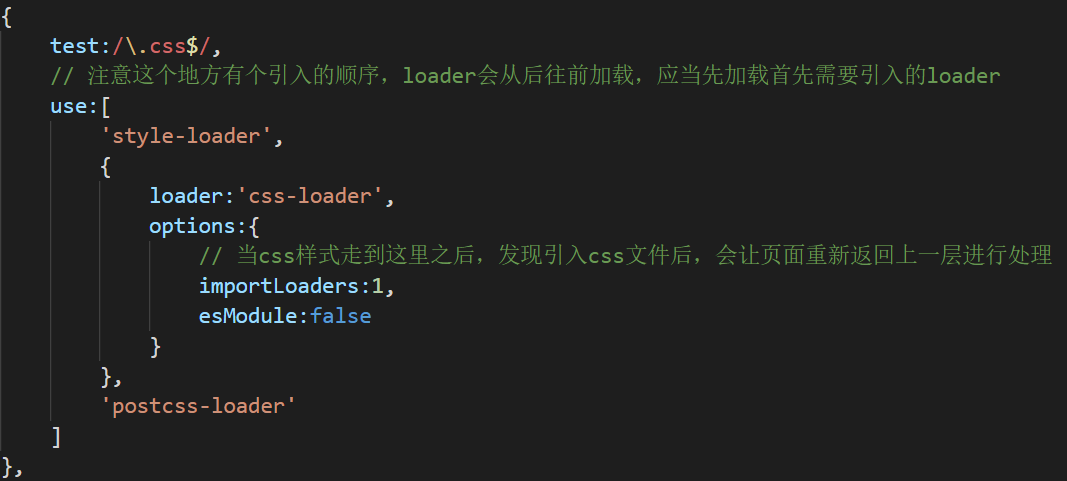 {
    test:/\.css$/,
    // 注意这个地方有个引入的顺序，loader会从后往前加载，应当先加载首先需要引入的loader
    use:[
        'style-loader',
        {
            loader:'css-loader',
            options:{
                // 当css样式走到这里之后，发现引入css文件后，会让页面重新返回上一层进行处理
                importLoaders:1,
                esModule:false
            }
        },
        'postcss-loader'
    ]
},